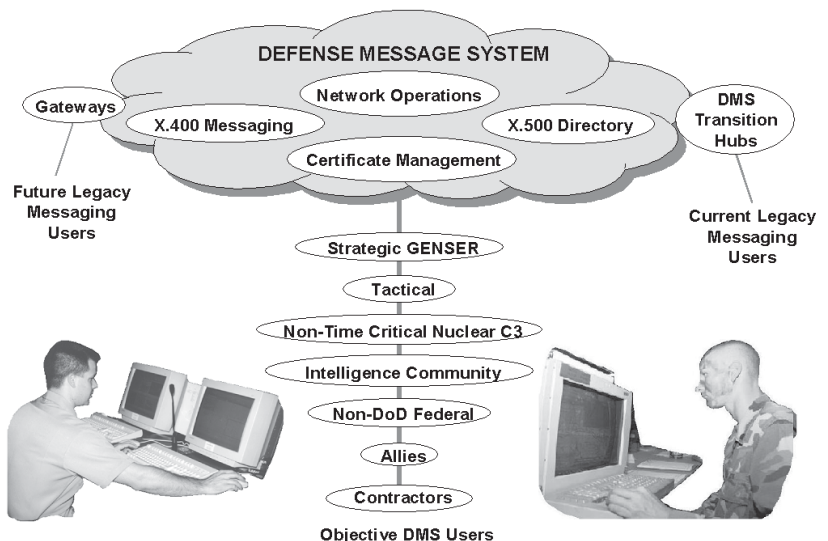 DEFENSE MESSAGE SYSTEM
Gateways
Network Operations
X.400 Messaging
X.500 Directory
DMS
Transition
Hubs
Certificate Management
Future Legacy
Messaging
Users
Current Legacy
Messaging
Users
Strategic GENSER
Tactical
Non-Time Critical Nuclear C3
Intelligence Community
Non-DoD Federal
Allies
Contractors
Objective DMS Users